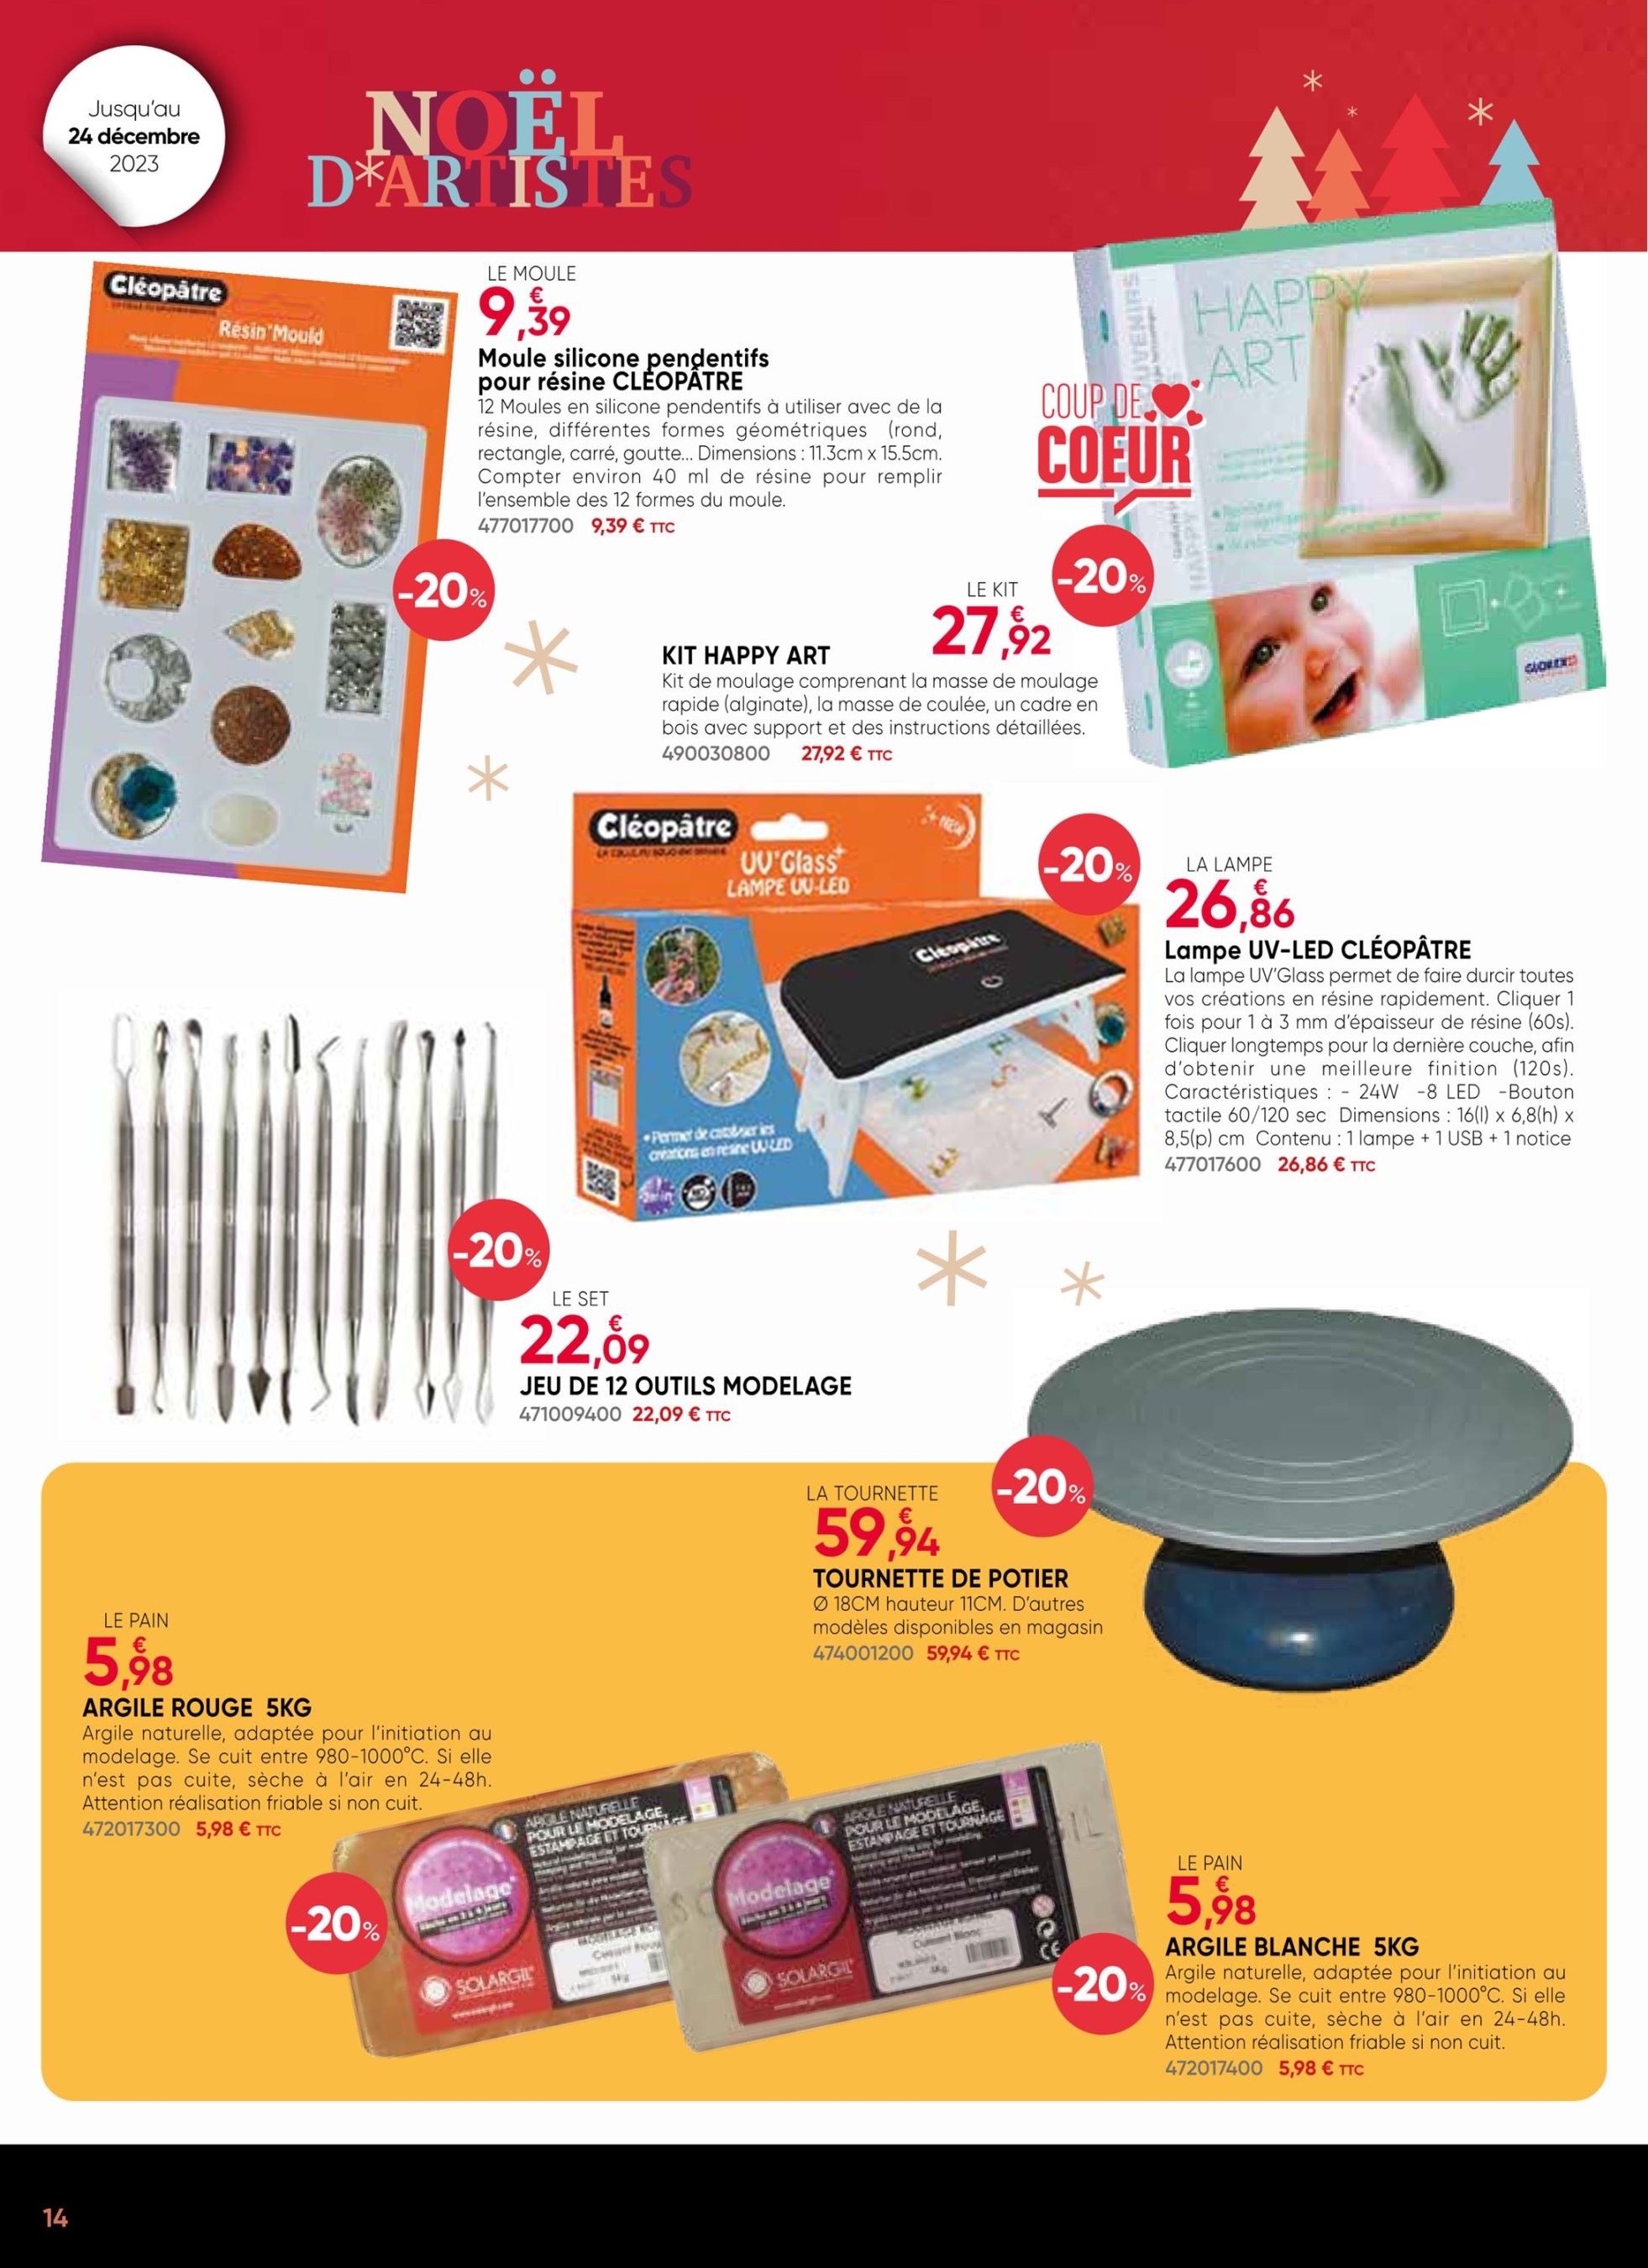 Jusqu'au
24 décembre
2023
NOËL
D*ARTISTES
Cléopâtre
Résin'Mould
LE MOULE
9,€39
Moule silicone pendentifs
pour résine CLÉOPÂTRE
12 Moules en silicone pendentifs à utiliser avec de la
résine, différentes formes géométriques (rond,
rectangle, carré, goutte... Dimensions : 11.3cm x 15.5cm.
Compter environ 40 ml de résine pour remplir
l'ensemble des 12 formes du moule.
477017700 9,39 € TTC
-20%
HAPPY
ART
COUP DE
COEUR
-20%
LE KIT
27,€92
KIT HAPPY ART
Kit de moulage comprenant la masse de moulage
rapide (alginate), la masse de coulée, un cadre en
bois avec support et des instructions détaillées.
490030800 27,92 € TTC
Cléopâtre
NEW
UV'Glass+
LAMPE UV-LED
Cléopâtre
• Permet de catalyser les
créations en résine UV-LED
-20%
LA LAMPE
26,€86
Lampe UV-LED CLÉOPÂTRE
La lampe UV'Glass permet de faire durcir toutes
vos créations en résine rapidement. Cliquer 1
fois pour 1 à 3 mm d'épaisseur de résine (60s).
Cliquer longtemps pour la dernière couche, afin
d'obtenir une meilleure finition (120s).
Caractéristiques : - 24W -8 LED -Bouton
tactile 60/120 sec Dimensions : 16(l) x 6,8(h) x
8,5(p) cm Contenu : 1 lampe + 1 USB + 1 notice
477017600 26,86 € TTC
-20%
LE SET
22,€09
JEU DE 12 OUTILS MODELAGE
471009400 22,09 € TTC
-20%
LA TOURNETTE
59,€94
TOURNETTE DE POTIER
Ø 18CM hauteur 11CM. D'autres
modèles disponibles en magasin
474001200 59,94 € TTC
LE PAIN
5,€98
ARGILE ROUGE 5KG
Argile naturelle, adaptée pour l'initiation au
modelage. Se cuit entre 980-1000°C. Si elle
n'est pas cuite, sèche à l'air en 24-48h.
Attention réalisation friable si non cuit.
472017300 5,98 € TTC
-20%
ARGILE NATURELLE
POUR LE MODELAGE,
ESTAMPAGE ET TOURNAGE
Modelage
SOLARGIL
ARGILE NATURELLE
POUR LE MODELAGE,
ESTAMPAGE ET TOURNAGE
Modelage
SOLARGIL
-20%
LE PAIN
5,€98
ARGILE BLANCHE 5KG
Argile naturelle, adaptée pour l'initiation au
modelage. Se cuit entre 980-1000°C. Si elle
n'est pas cuite, sèche à l'air en 24-48h.
Attention réalisation friable si non cuit.
472017400 5,98 € TTC
14